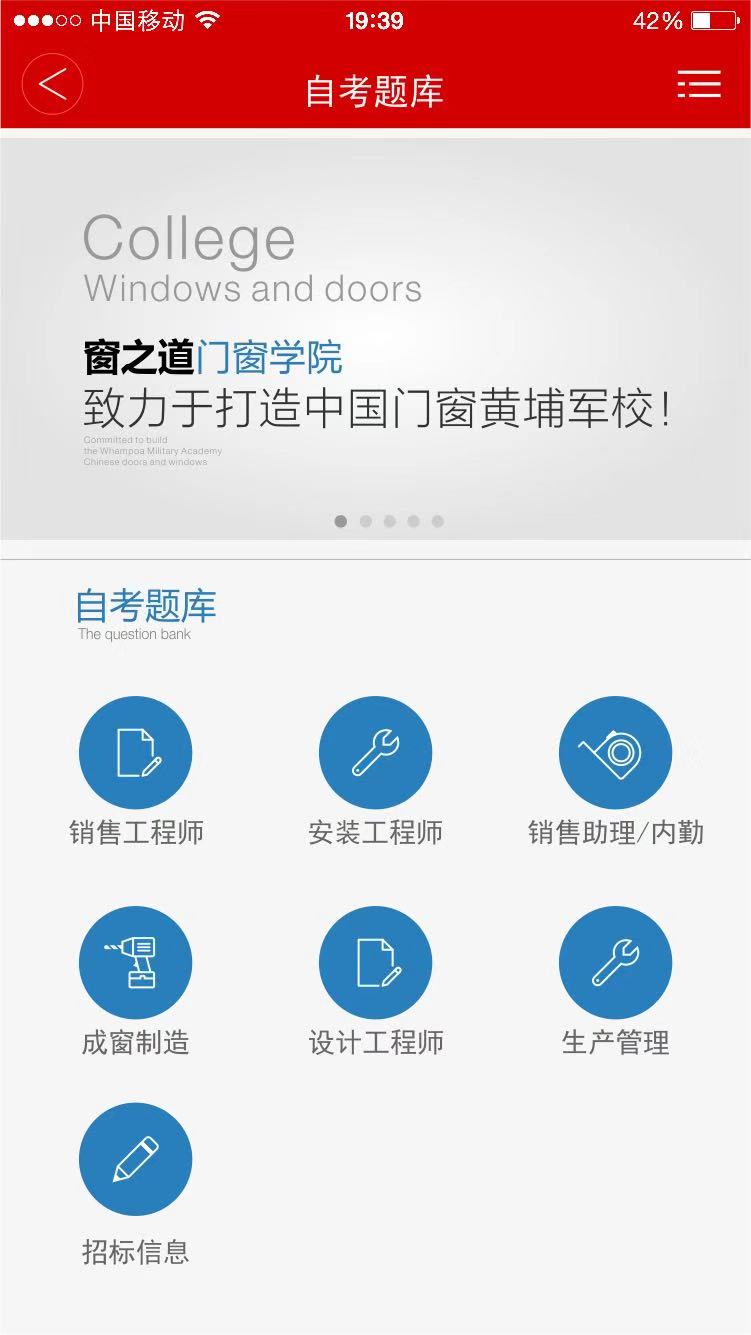 中国移动 19:39 42%
自考题库
College
Windows and doors
窗之道门窗学院
致力于打造中国门窗黄埔军校！
Committed to build
the Whampoa Military Academy
Chinese doors and windows
自考题库
The question bank
销售工程师 安装工程师 销售助理/内勤
成窗制造 设计工程师 生产管理
招标信息